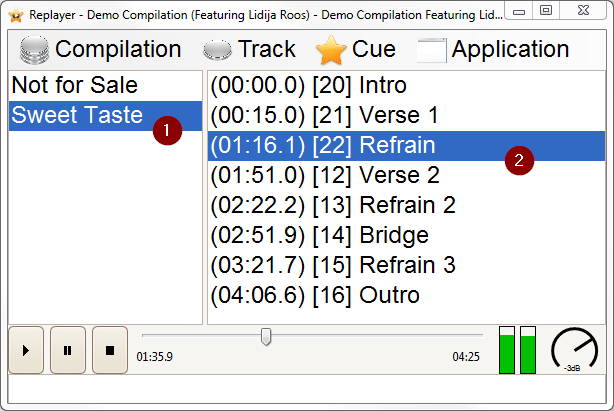 Replayer - Demo Compilation (Featuring Lidija Roos) - Demo Compilation Featuring Lid...
Compilation Track Cue Application
Not for Sale
Sweet Taste
1
(00:00.0) [20] Intro
(00:15.0) [21] Verse 1
(01:16.1) [22] Refrain
2
(01:51.0) [12] Verse 2
(02:22.2) [13] Refrain 2
(02:51.9) [14] Bridge
(03:21.7) [15] Refrain 3
(04:06.6) [16] Outro
01:35.9 04:25
-3dB